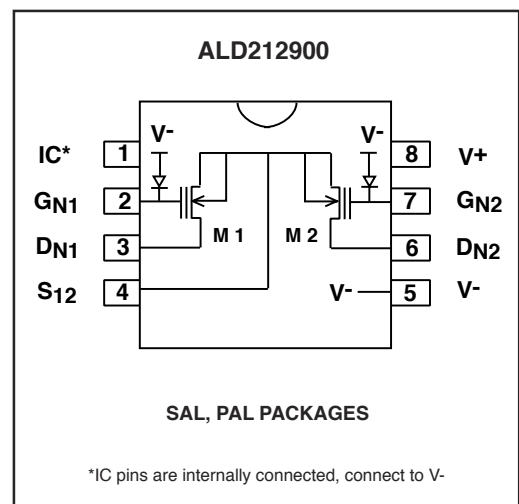 ALD212900
V- V-
IC* 1 8 V+
GN1 2 7 GN2
M 1 M 2
DN1 3 6 DN2
S12 4 V- 5 V-
SAL, PAL PACKAGES
*IC pins are internally connected, connect to V-